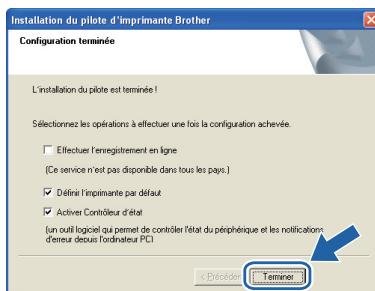 Installation du pilote d'imprimante Brother
Configuration terminée
L'installation du pilote est terminée !
Sélectionnez les opérations à effectuer une fois la configuration achevée.
Effectuer l'enregistrement en ligne
(Ce service n'est pas disponible dans tous les pays.)
Définir l'imprimante par défaut
Activer Contrôleur d'état
(un outil logiciel qui permet de contrôler l'état du périphérique et les notifications
d'erreur depuis l'ordinateur PC)
< Précéder
Terminer